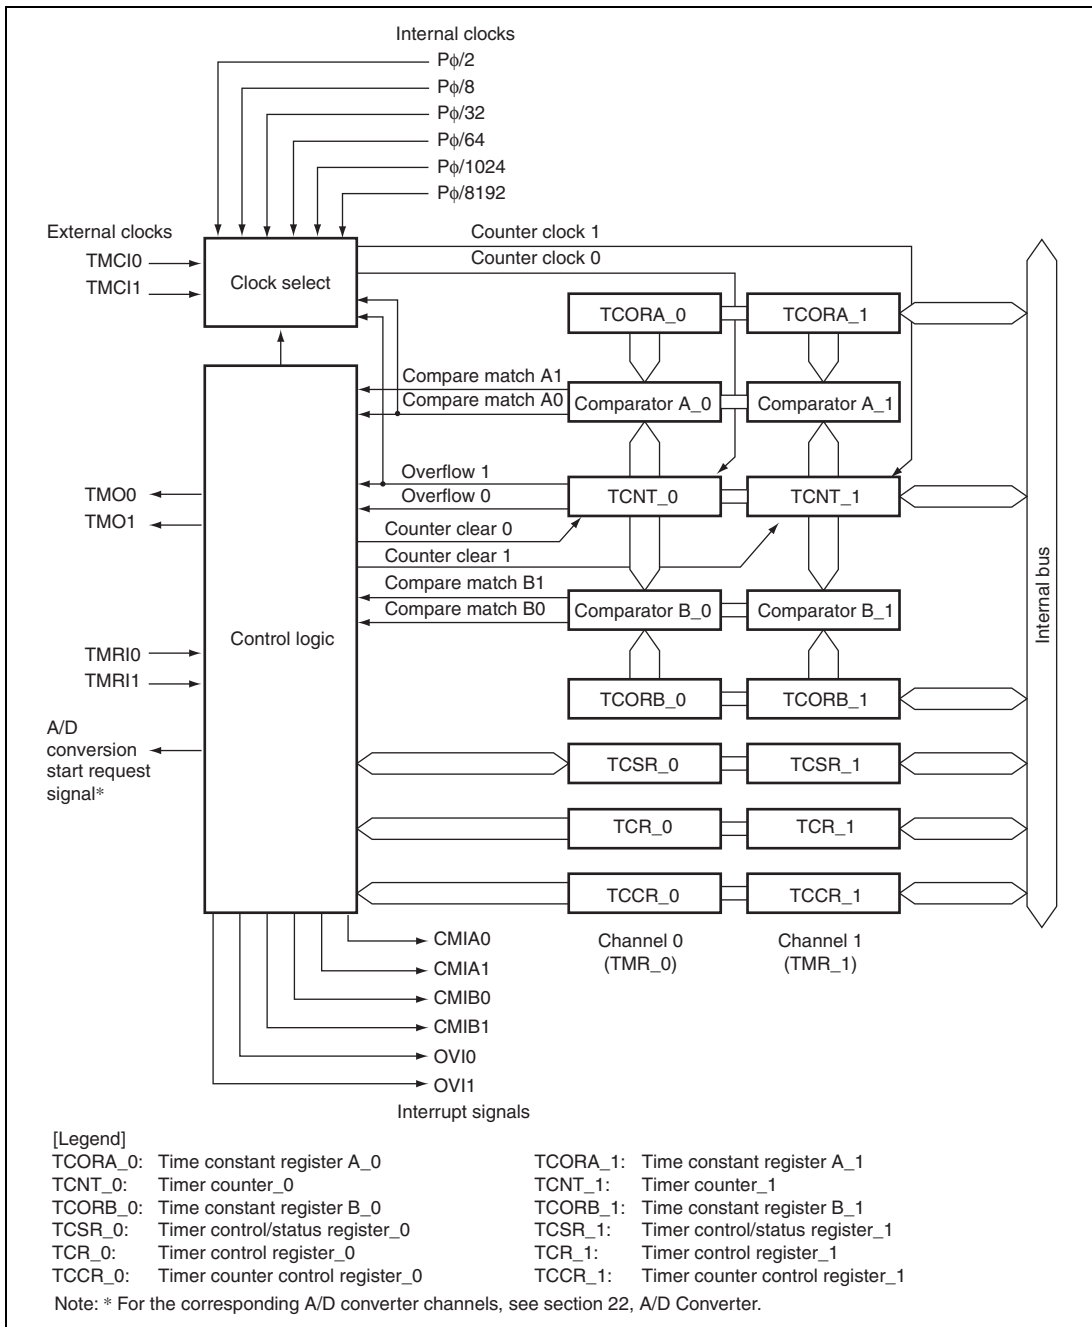 Internal clocks
Pϕ/2
Pϕ/8
Pϕ/32
Pϕ/64
Pϕ/1024
Pϕ/8192
External clocks
TMCI0
TMCI1
Clock select
Counter clock 1
Counter clock 0
TCORA_0
TCORA_1
Compare match A1
Compare match A0
Comparator A_0
Comparator A_1
TMO0
TMO1
Overflow 1
Overflow 0
TCNT_0
TCNT_1
Counter clear 0
Counter clear 1
Compare match B1
Compare match B0
Comparator B_0
Comparator B_1
Control logic
Internal bus
TMRI0
TMRI1
TCORB_0
TCORB_1
A/D
conversion
start request
signal*
TCSR_0
TCSR_1
TCR_0
TCR_1
TCCR_0
TCCR_1
Channel 0
(TMR_0)
Channel 1
(TMR_1)
CMIA0
CMIA1
CMIB0
CMIB1
OVI0
OVI1
Interrupt signals
[Legend]
TCORA_0: Time constant register A_0
TCNT_0: Timer counter_0
TCORB_0: Time constant register B_0
TCSR_0: Timer control/status register_0
TCR_0: Timer control register_0
TCCR_0: Timer counter control register_0
TCORA_1: Time constant register A_1
TCNT_1: Timer counter_1
TCORB_1: Time constant register B_1
TCSR_1: Timer control/status register_1
TCR_1: Timer control register_1
TCCR_1: Timer counter control register_1
Note: * For the corresponding A/D converter channels, see section 22, A/D Converter.